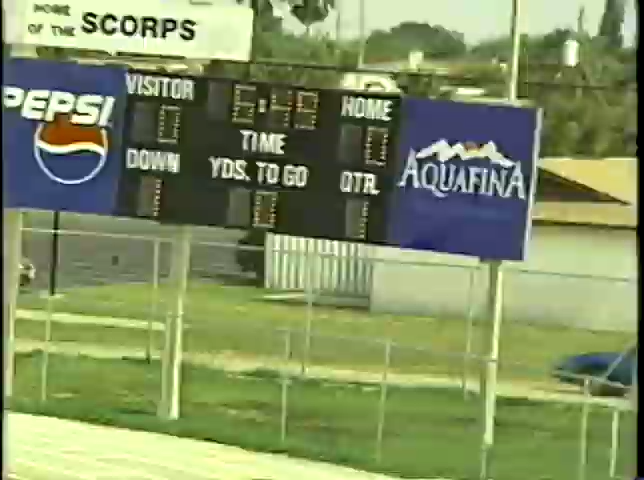 HOME
OF THE SCORPS
PEPSI
VISITOR
HOME
TIME
DOWN
YDS. TO GO
QTR.
AQUAFINA